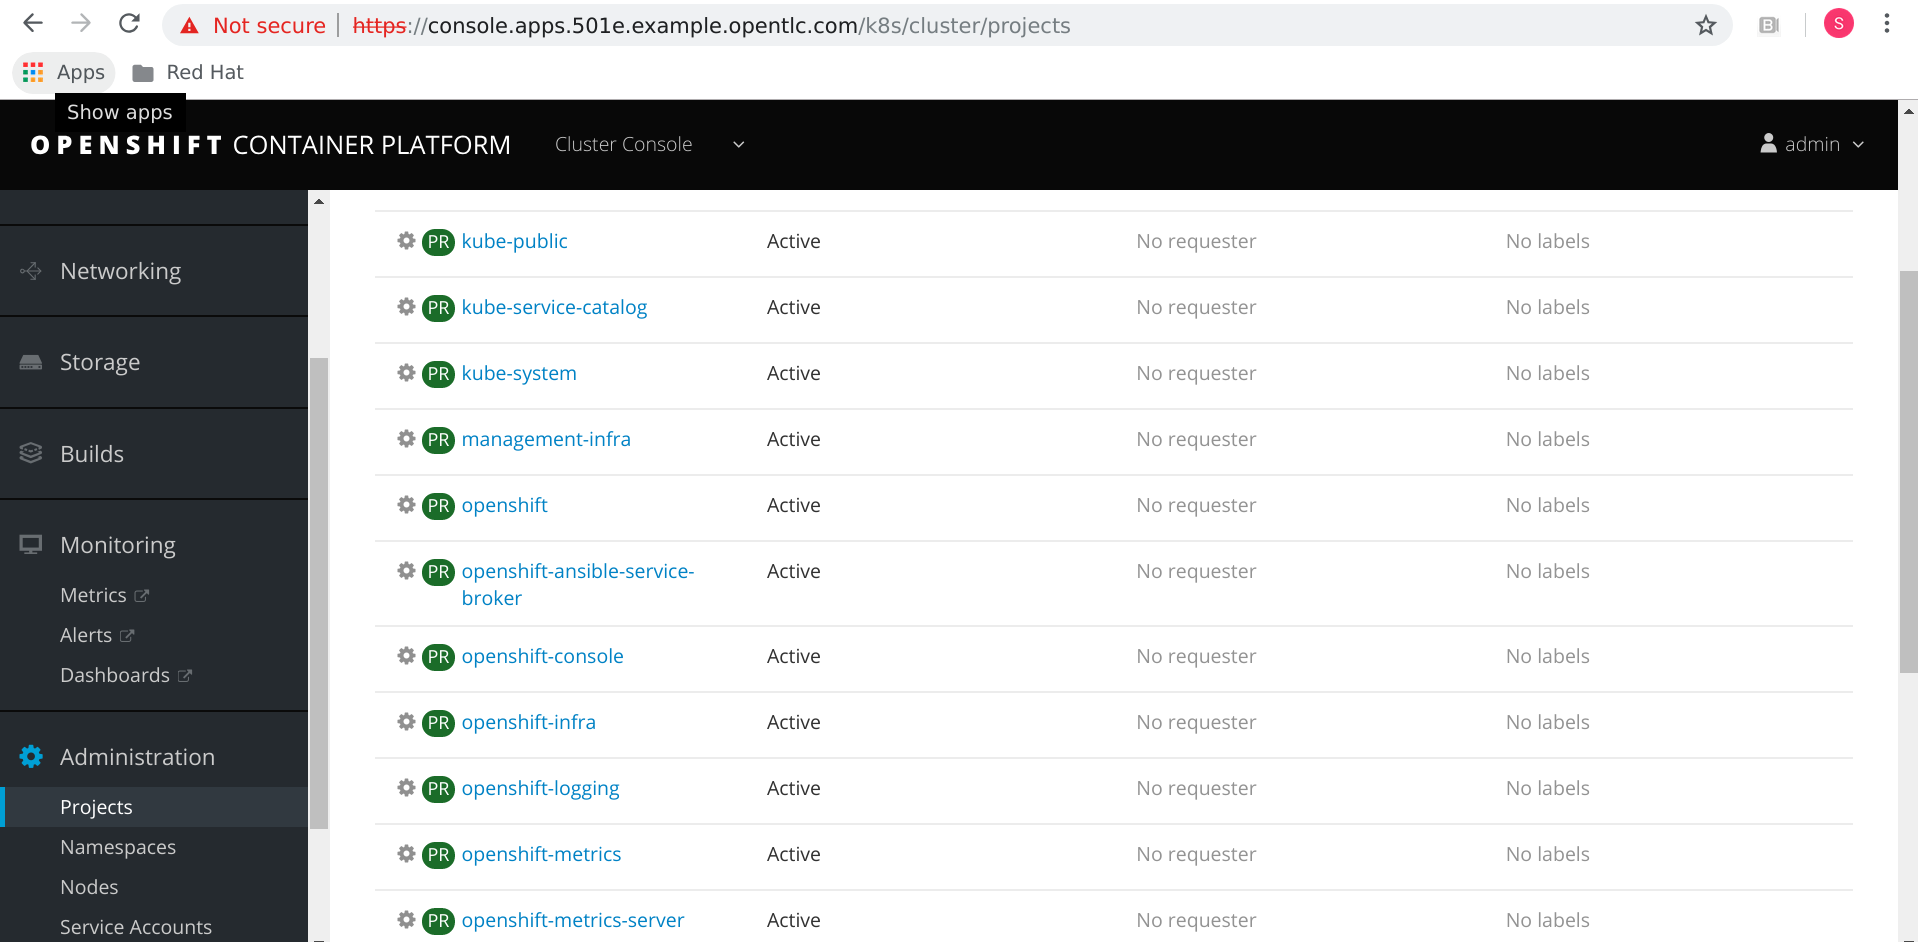 Not secure | https://console.apps.501e.example.opentlc.com/k8s/cluster/projects
S
Apps Red Hat
Show apps
OPENSHIFT CONTAINER PLATFORM Cluster Console admin
Networking
Storage
Builds
Monitoring
Metrics
Alerts
Dashboards
Administration
Projects
Namespaces
Nodes
Service Accounts
PR kube-public Active No requester No labels
PR kube-service-catalog Active No requester No labels
PR kube-system Active No requester No labels
PR management-infra Active No requester No labels
PR openshift Active No requester No labels
PR openshift-ansible-service- Active No requester No labels
broker
PR openshift-console Active No requester No labels
PR openshift-infra Active No requester No labels
PR openshift-logging Active No requester No labels
PR openshift-metrics Active No requester No labels
PR openshift-metrics-server Active No requester No labels